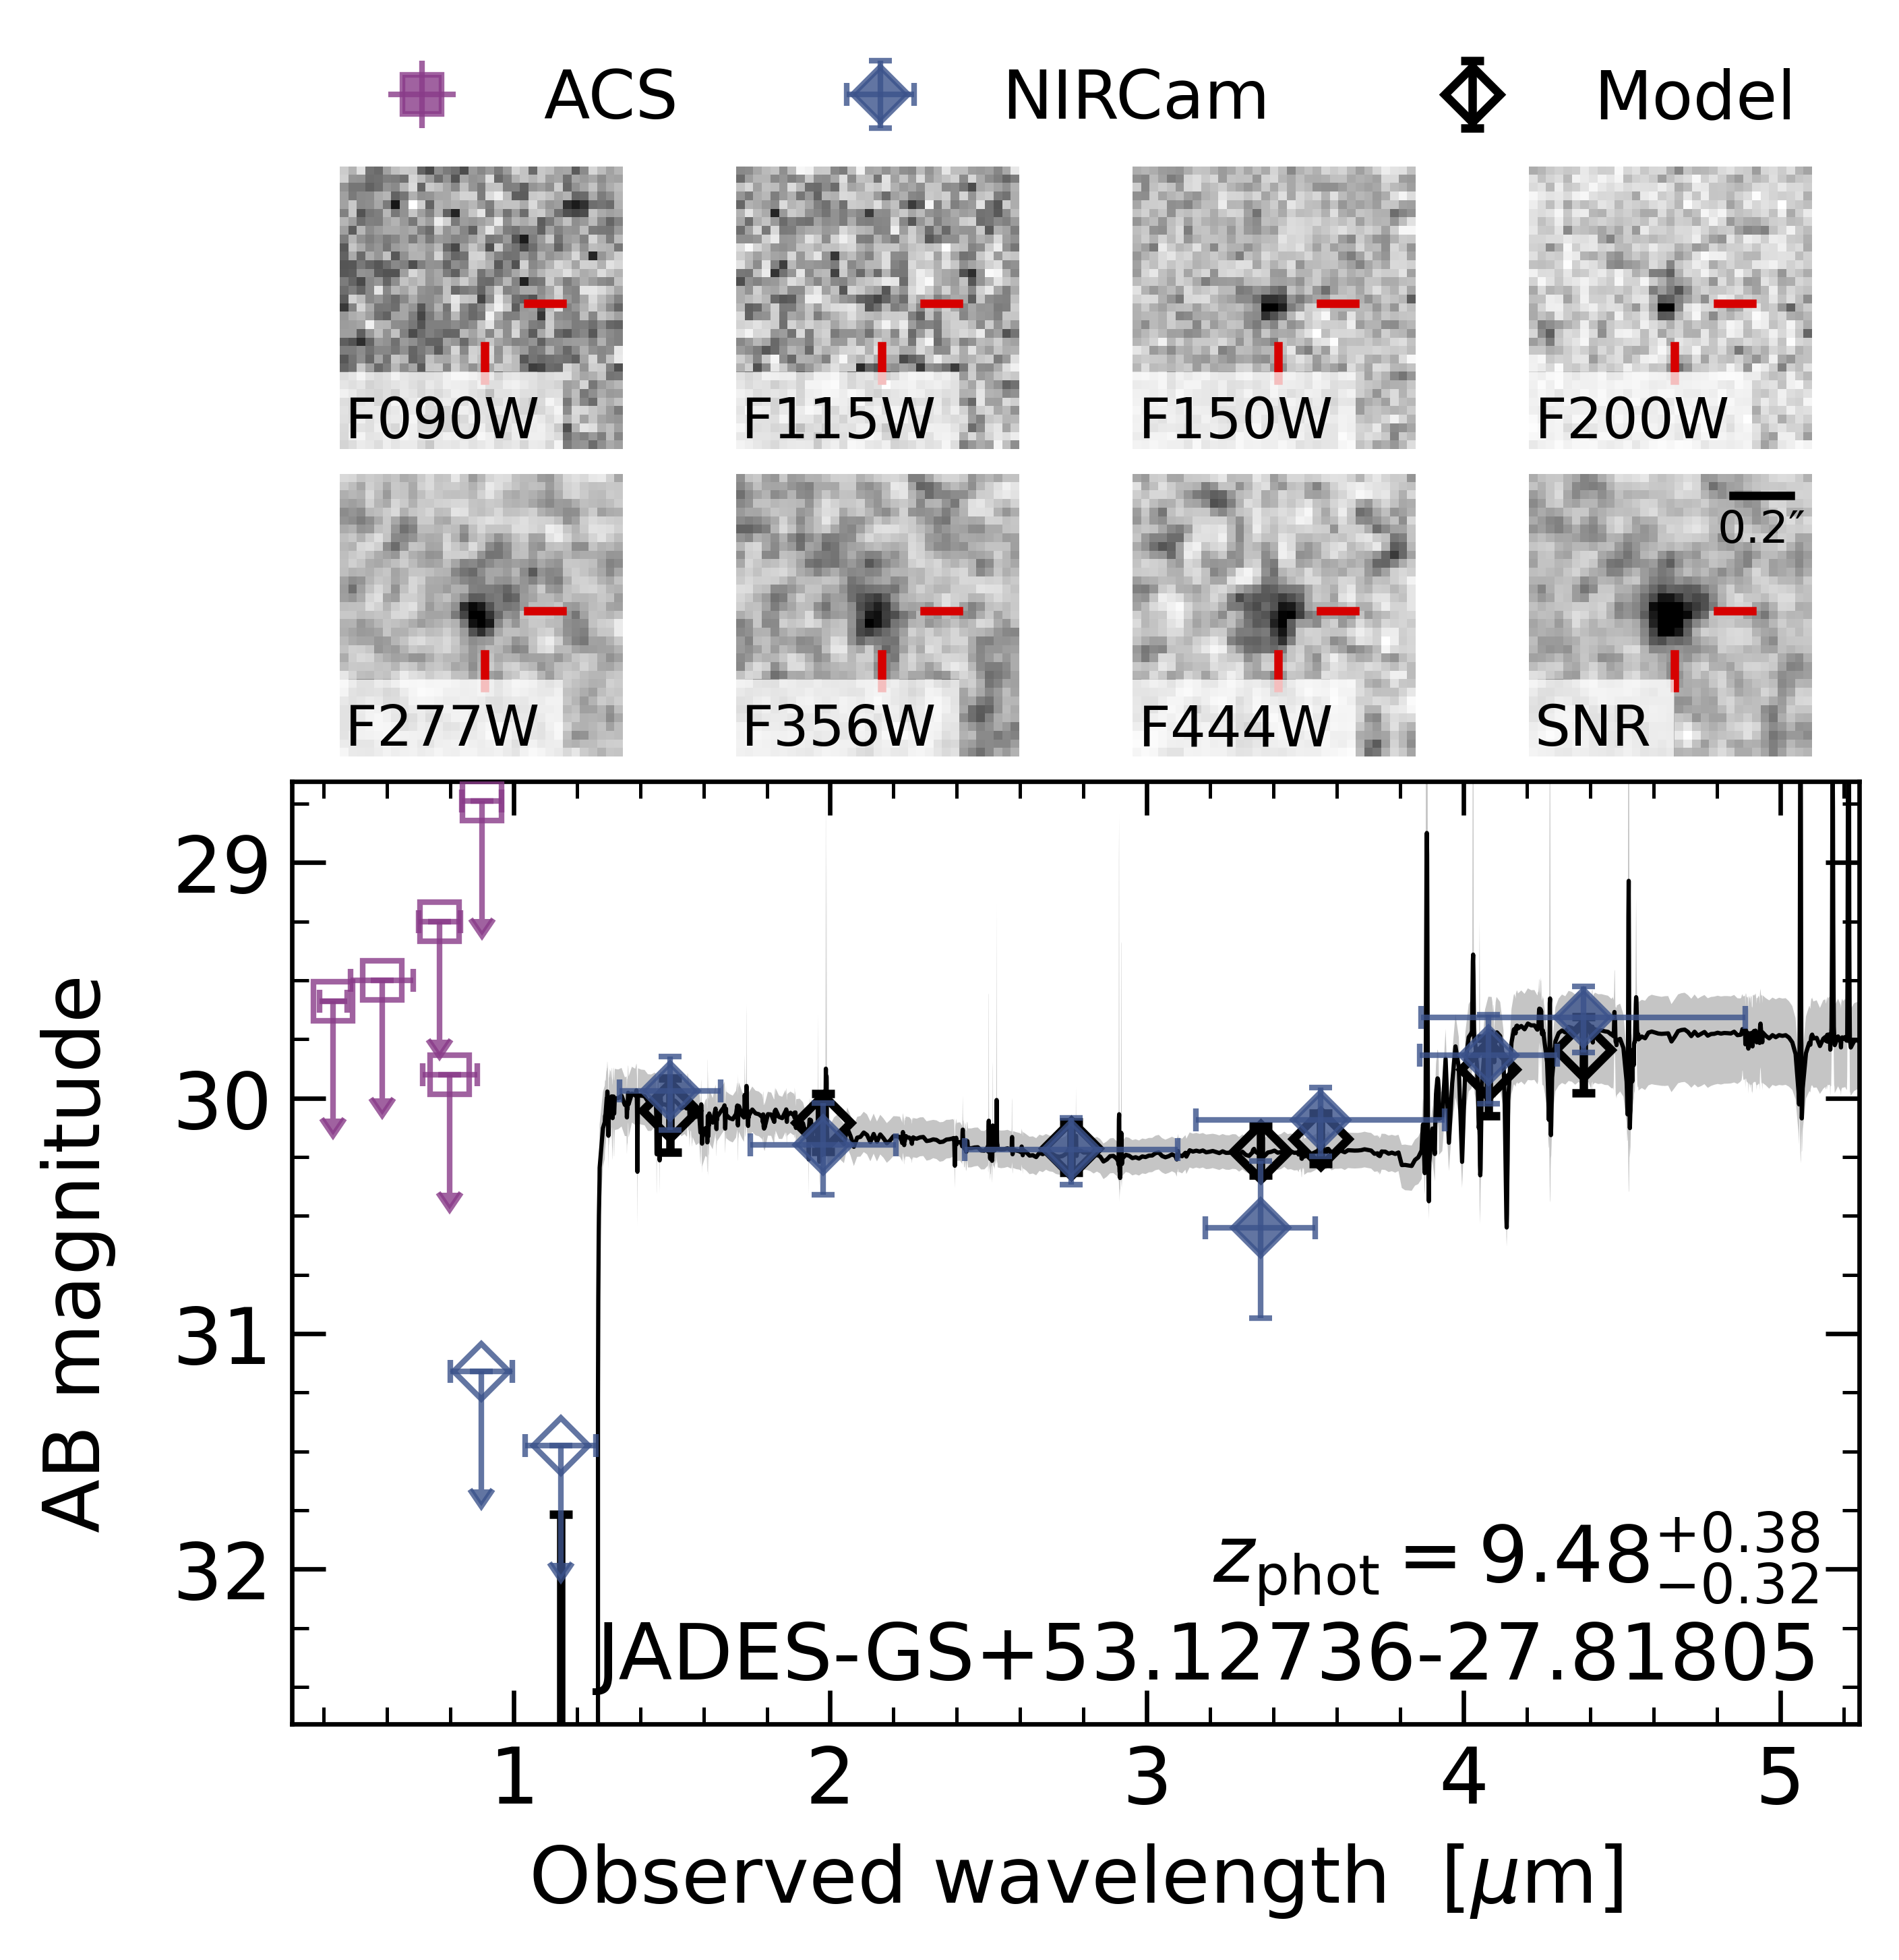 ACS NIRCam Model
F090W F115W F150W F200W
0.2″
F277W F356W F444W SNR
29
30
31
32
AB magnitude
z_phot = 9.48 +0.38 −0.32
JADES-GS+53.12736-27.81805
1 2 3 4 5
Observed wavelength [μm]